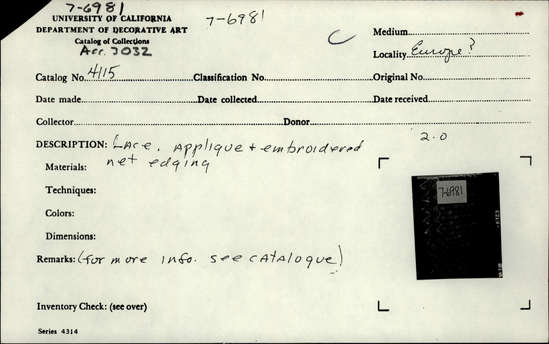 7-6981
UNIVERSITY OF CALIFORNIA
7-6981
DEPARTMENT OF DECORATIVE ART
Catalog of Collections
Acc. 7032
C
Medium
Locality Europe?
Catalog No. 4115 Classification No. Original No.
Date made Date collected Date received
Collector Donor
DESCRIPTION: Lace. Applique + embroidered
net edging
2.0
Materials:
Techniques:
Colors:
Dimensions:
Remarks: (for more info. see catalogue)
7-6981
Inventory Check: (see over)
Series 4314